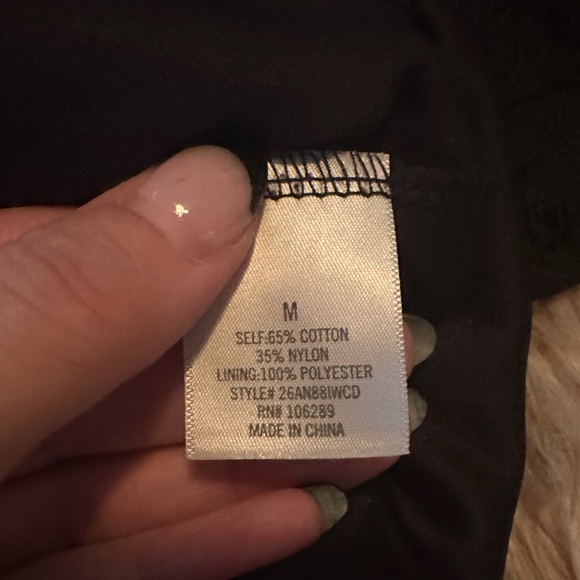 M
SELF:65% COTTON
35% NYLON
LINING:100% POLYESTER
STYLE# 26AN88IWCD
RN# 106289
MADE IN CHINA